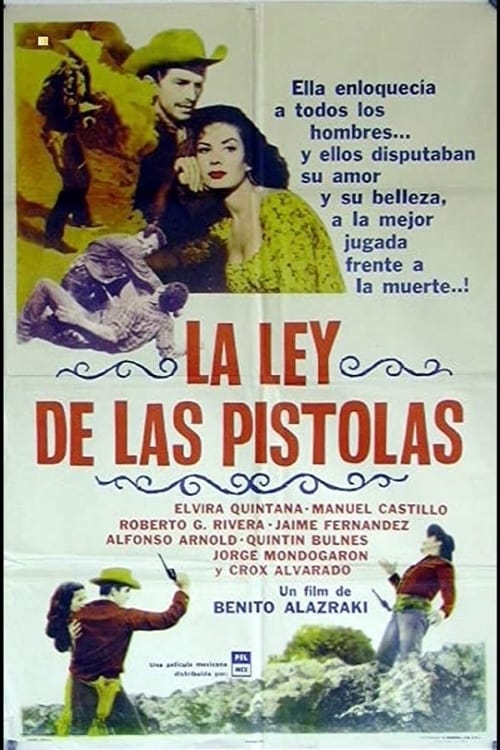 Ella enloquecía
a todos los
hombres...
y ellos disputaban
su amor
y su belleza,
a la mejor
jugada
frente a
la muerte..!
LA LEY
DE LAS PISTOLAS
ELVIRA QUINTANA · MANUEL CASTILLO
ROBERTO G. RIVERA · JAIME FERNANDEZ
ALFONSO ARNOLD · QUINTIN BULNES
JORGE MONDOGARON
y CROX ALVARADO
Un film de
BENITO ALAZRAKI
Una película mexicana
distribuida por:
PEL
MEX